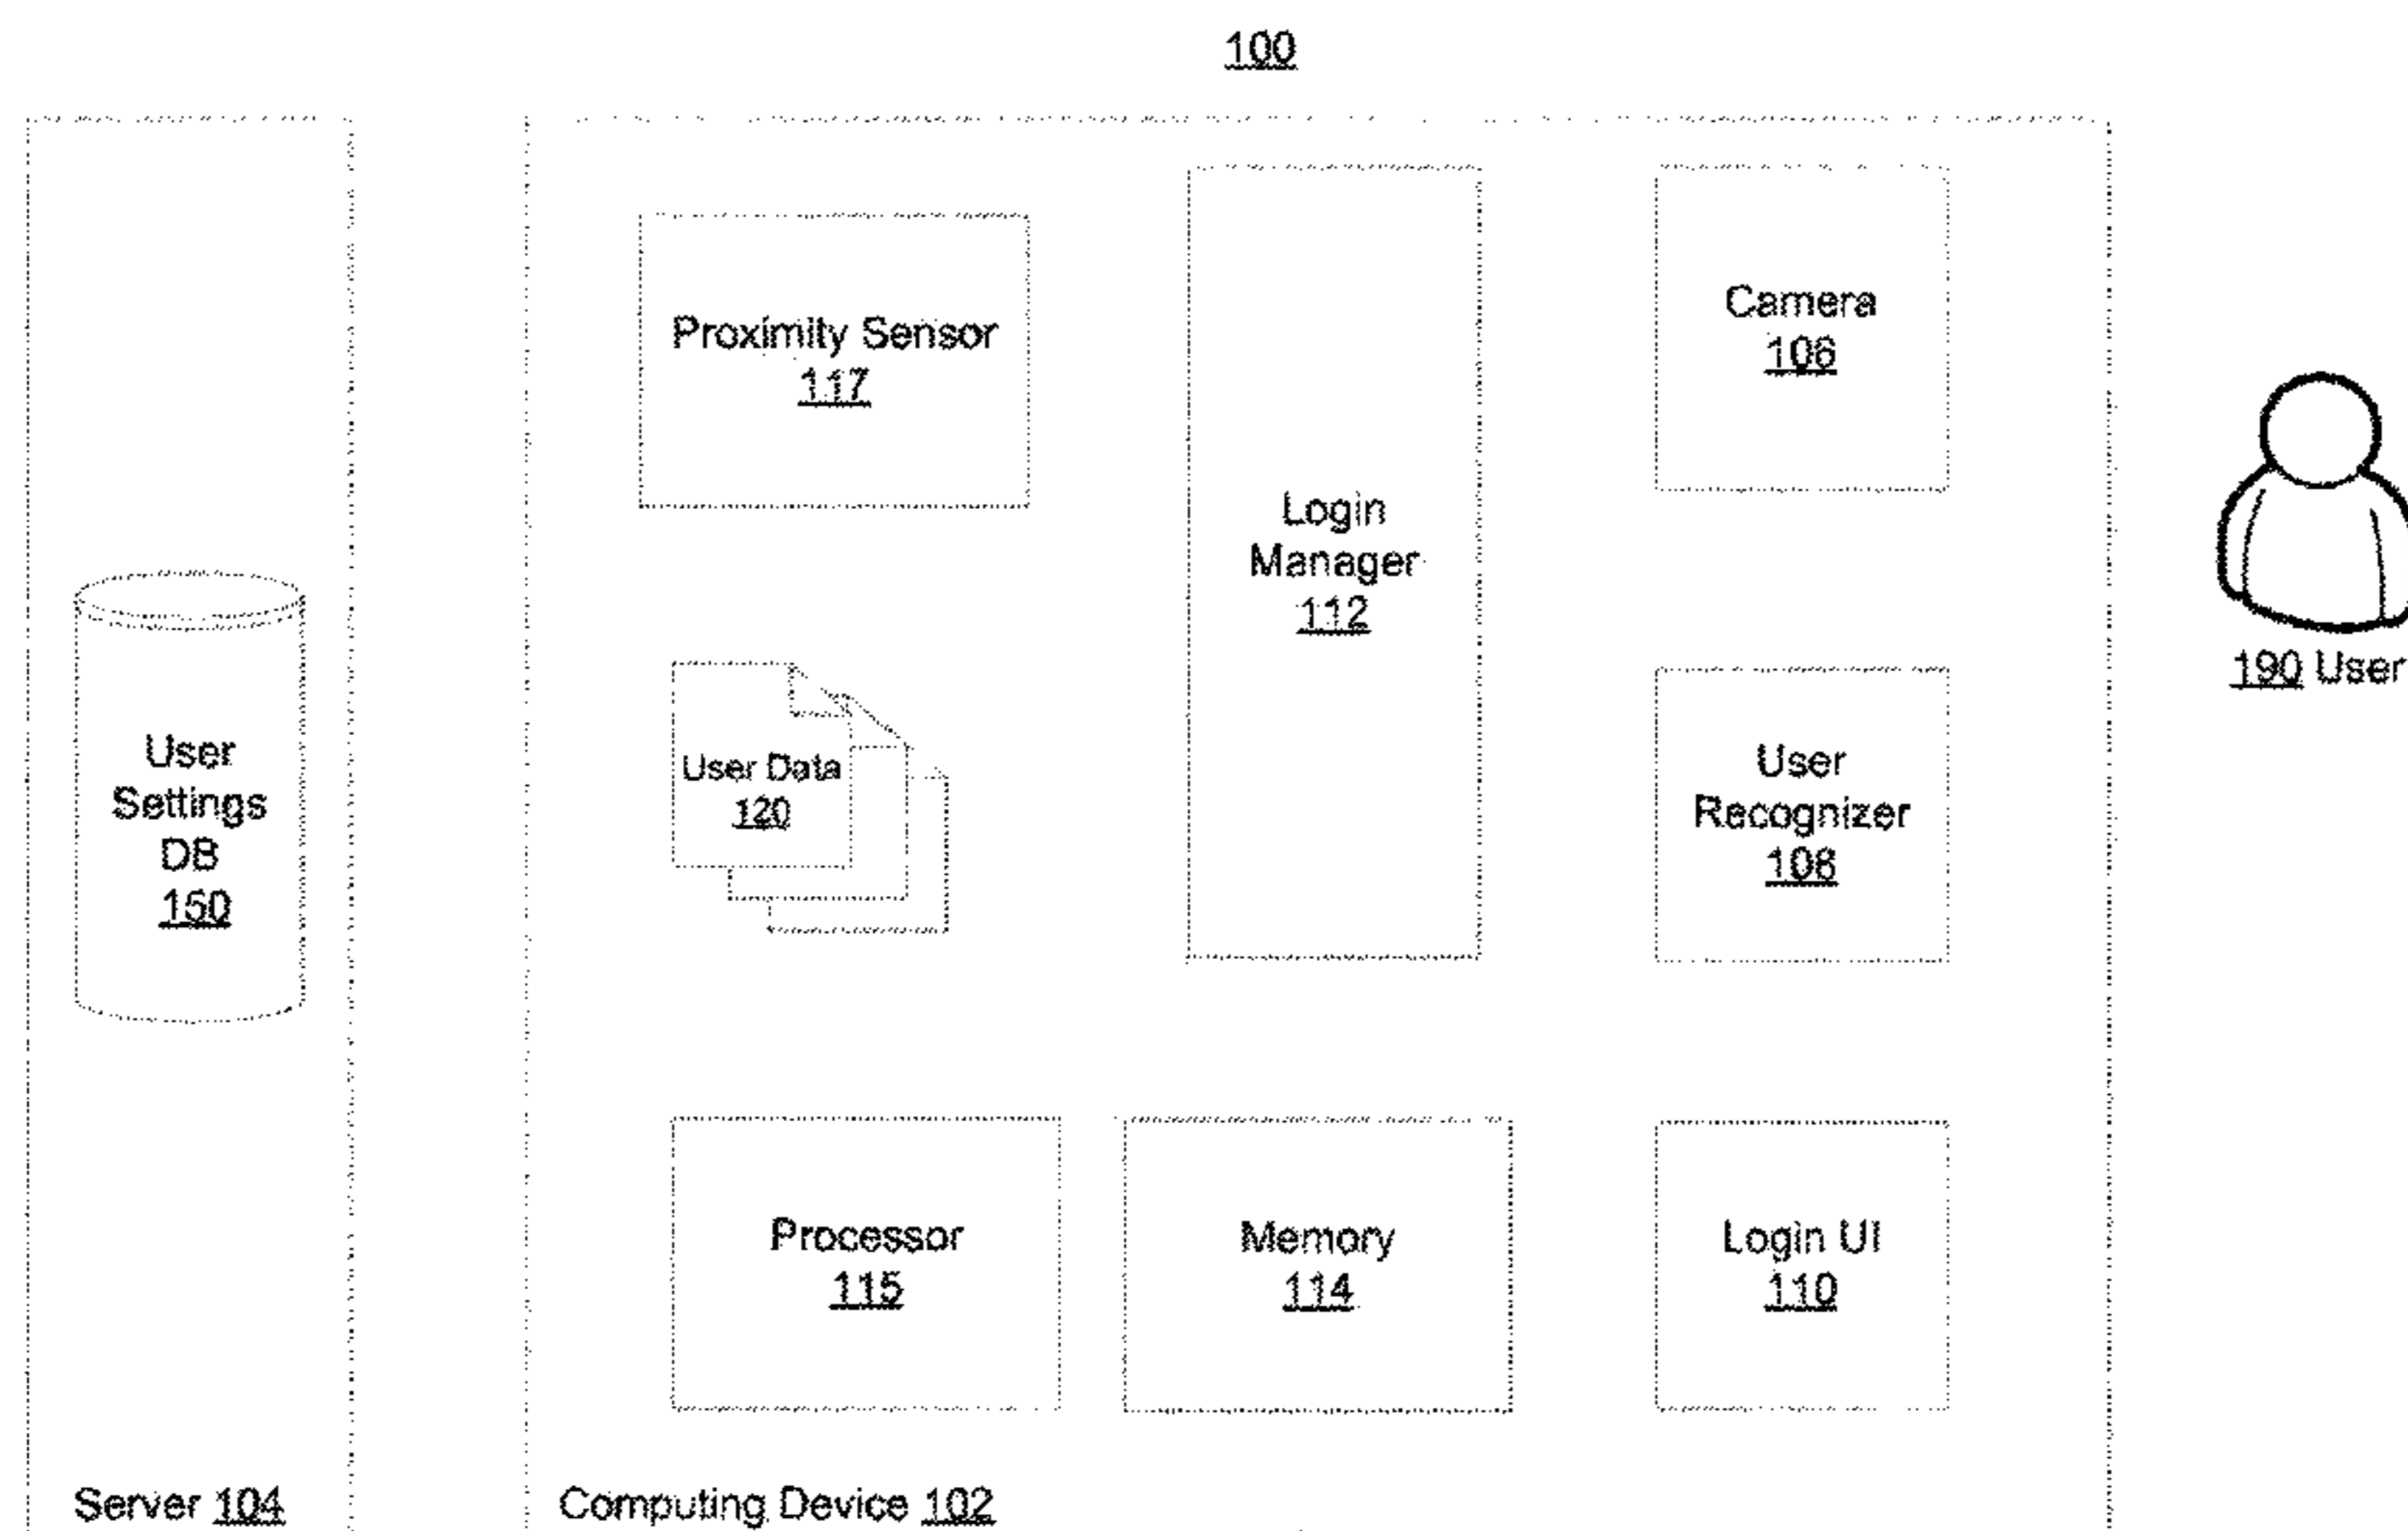 100
Proximity Sensor
117
Login
Manager
112
Camera
106
190 User
User
Settings
DB
150
User Data
120
User
Recognizer
108
Processor
115
Memory
114
Login UI
110
Server 104
Computing Device 102